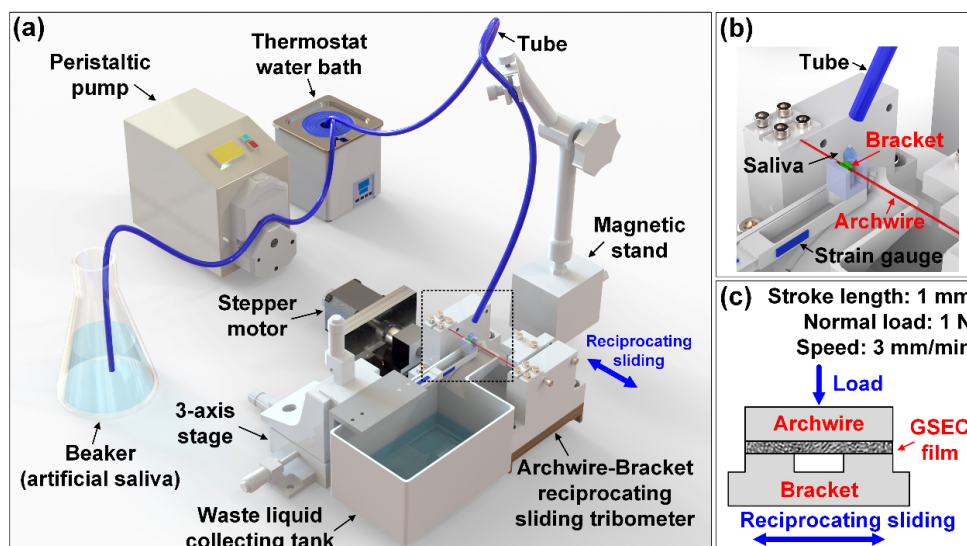 (a)
Tube
Thermostat
water bath
Peristaltic
pump
Magnetic
stand
Stepper
motor
Reciprocating
sliding
3-axis
stage
Beaker
(artificial saliva)
Archwire-Bracket
reciprocating
sliding tribometer
Waste liquid
collecting tank
(b)
Tube
Bracket
Saliva
Archwire
Strain gauge
(c)
Stroke length: 1 mm
Normal load: 1 N
Speed: 3 mm/min
Load
Archwire
GSEC
film
Bracket
Reciprocating sliding